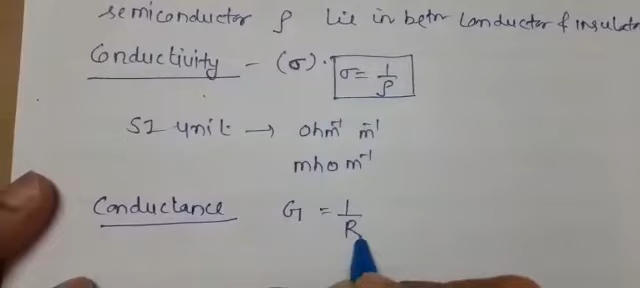 semiconductor ρ lie in betn conductor & insulator
Conductivity - (σ). σ = 1/ρ
SI unit → ohm⁻¹ m⁻¹
mho m⁻¹
Conductance G = 1/R